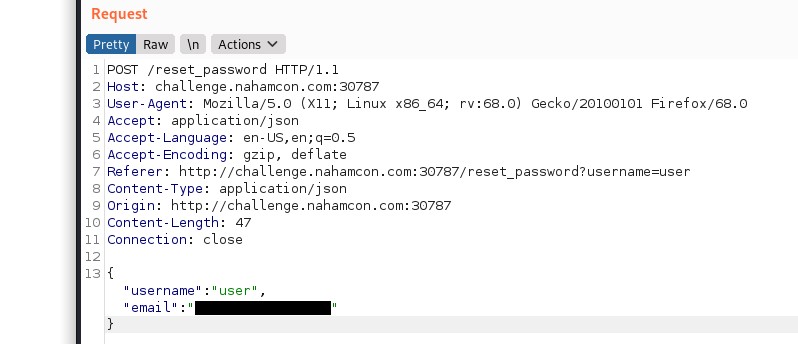 Request
Pretty Raw \n Actions
1 POST /reset_password HTTP/1.1
2 Host: challenge.nahamcon.com:30787
3 User-Agent: Mozilla/5.0 (X11; Linux x86_64; rv:68.0) Gecko/20100101 Firefox/68.0
4 Accept: application/json
5 Accept-Language: en-US,en;q=0.5
6 Accept-Encoding: gzip, deflate
7 Referer: http://challenge.nahamcon.com:30787/reset_password?username=user
8 Content-Type: application/json
9 Origin: http://challenge.nahamcon.com:30787
10 Content-Length: 47
11 Connection: close
12
13 {
"username":"user",
"email":" "
}